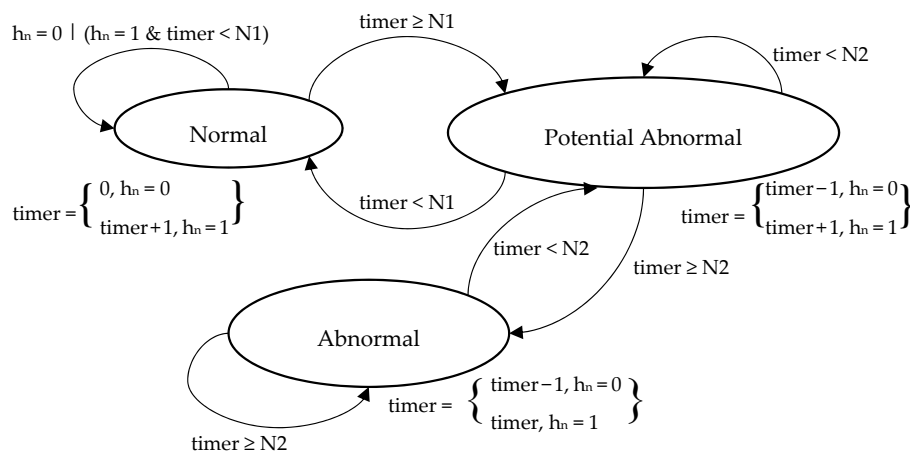 hn = 0 | (hn = 1 & timer < N1)
timer ≥ N1
timer < N2
Normal
Potential Abnormal
timer = { 0, hn = 0
timer+1, hn = 1 }
timer < N1
timer = { timer−1, hn = 0
timer+1, hn = 1 }
timer < N2
timer ≥ N2
Abnormal
timer = { timer−1, hn = 0
timer, hn = 1 }
timer ≥ N2